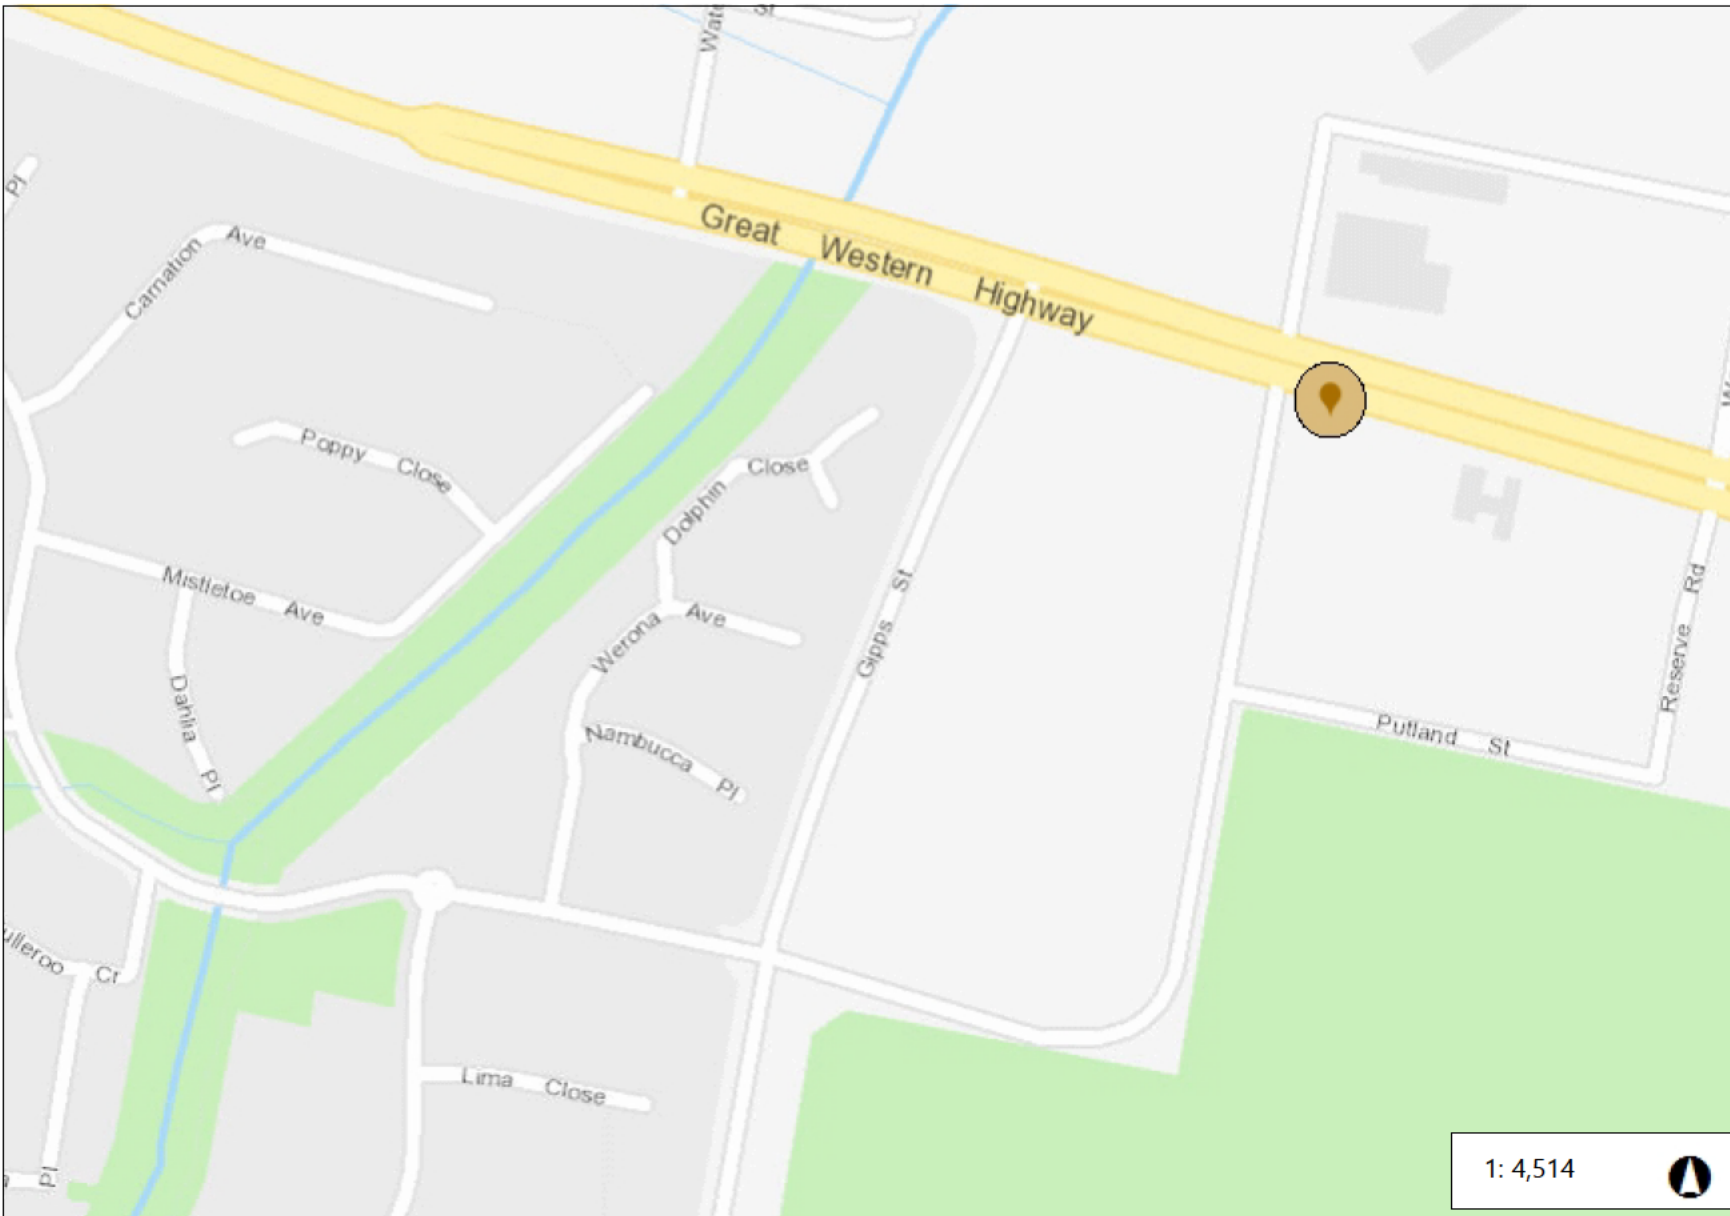 St
Pl
Carnation Ave
Great Western Highway
Poppy Close
Dolphin Close
Mistletoe Ave
Werona Ave
Gipps St
Reserve Rd
Dahlia Pl
Nambucca Pl
Putland St
Cr
Lima Close
Pl
1: 4,514